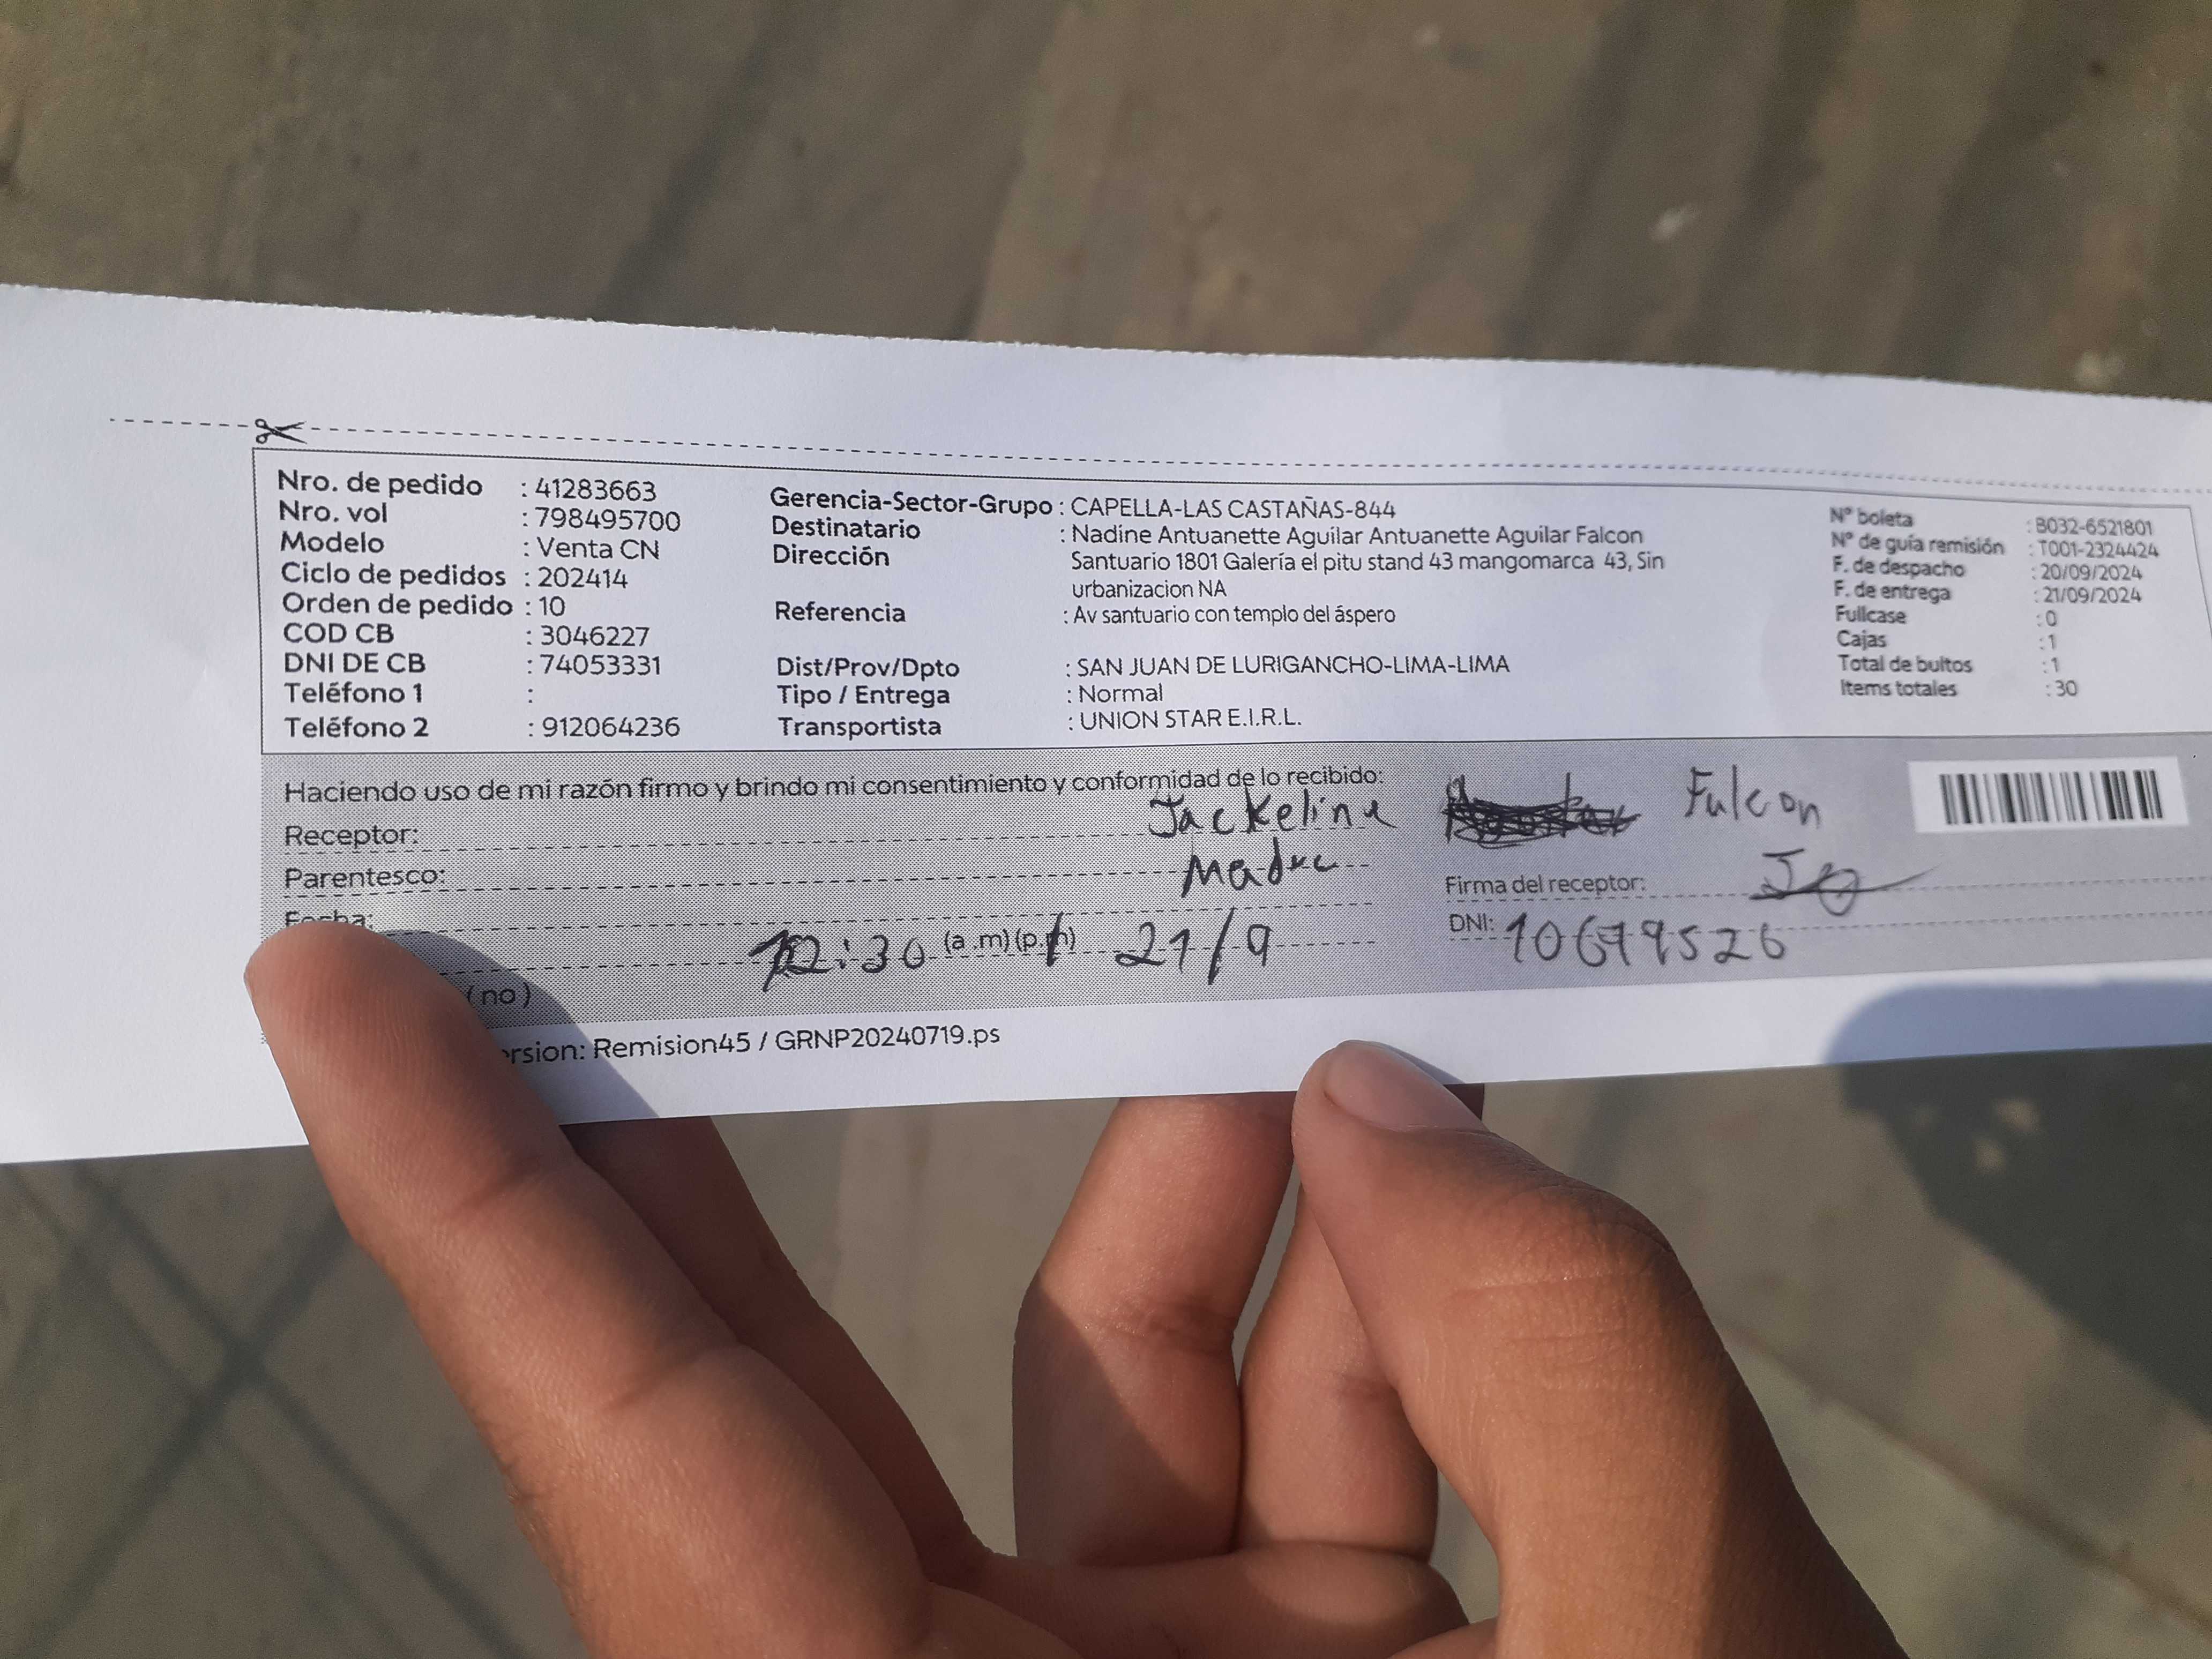 Nro. de pedido : 41283663
Nro. vol : 798495700
Modelo : Venta CN
Ciclo de pedidos : 202414
Orden de pedido : 10
COD CB : 3046227
DNI DE CB : 74053331
Teléfono 1 :
Teléfono 2 : 912064236
Gerencia-Sector-Grupo : CAPELLA-LAS CASTAÑAS-844
Destinatario : Nadine Antuanette Aguilar Antuanette Aguilar Falcon
Dirección Santuario 1801 Galería el pitu stand 43 mangomarca 43, Sin
urbanizacion NA
Referencia : Av santuario con templo del áspero
Dist/Prov/Dpto : SAN JUAN DE LURIGANCHO-LIMA-LIMA
Tipo / Entrega : Normal
Transportista : UNION STAR E.I.R.L.
N° boleta : B032-6521801
N° de guía remisión : T001-2324424
F. de despacho : 20/09/2024
F. de entrega : 21/09/2024
Fullcase : 0
Cajas : 1
Total de bultos : 1
Items totales : 30
Haciendo uso de mi razón firmo y brindo mi consentimiento y conformidad de lo recibido:
Receptor: Jackeline Falcon
Parentesco: Madre
Firma del receptor:
Fecha:
12:30 (a .m) (p.m) 21/9
DNI:
(no)
ersion: Remision45 / GRNP20240719.ps